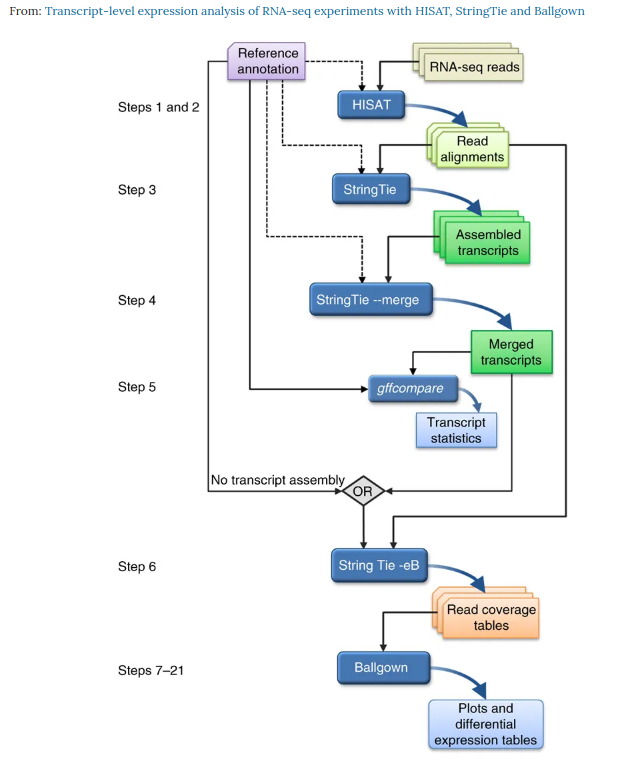 From: Transcript-level expression analysis of RNA-seq experiments with HISAT, StringTie and Ballgown
Reference
annotation
RNA-seq reads
Steps 1 and 2
HISAT
Read
alignments
Step 3
StringTie
Assembled
transcripts
Step 4
StringTie --merge
Merged
transcripts
Step 5
gffcompare
Transcript
statistics
No transcript assembly
OR
Step 6
String Tie -eB
Read coverage
tables
Steps 7–21
Ballgown
Plots and
differential
expression tables